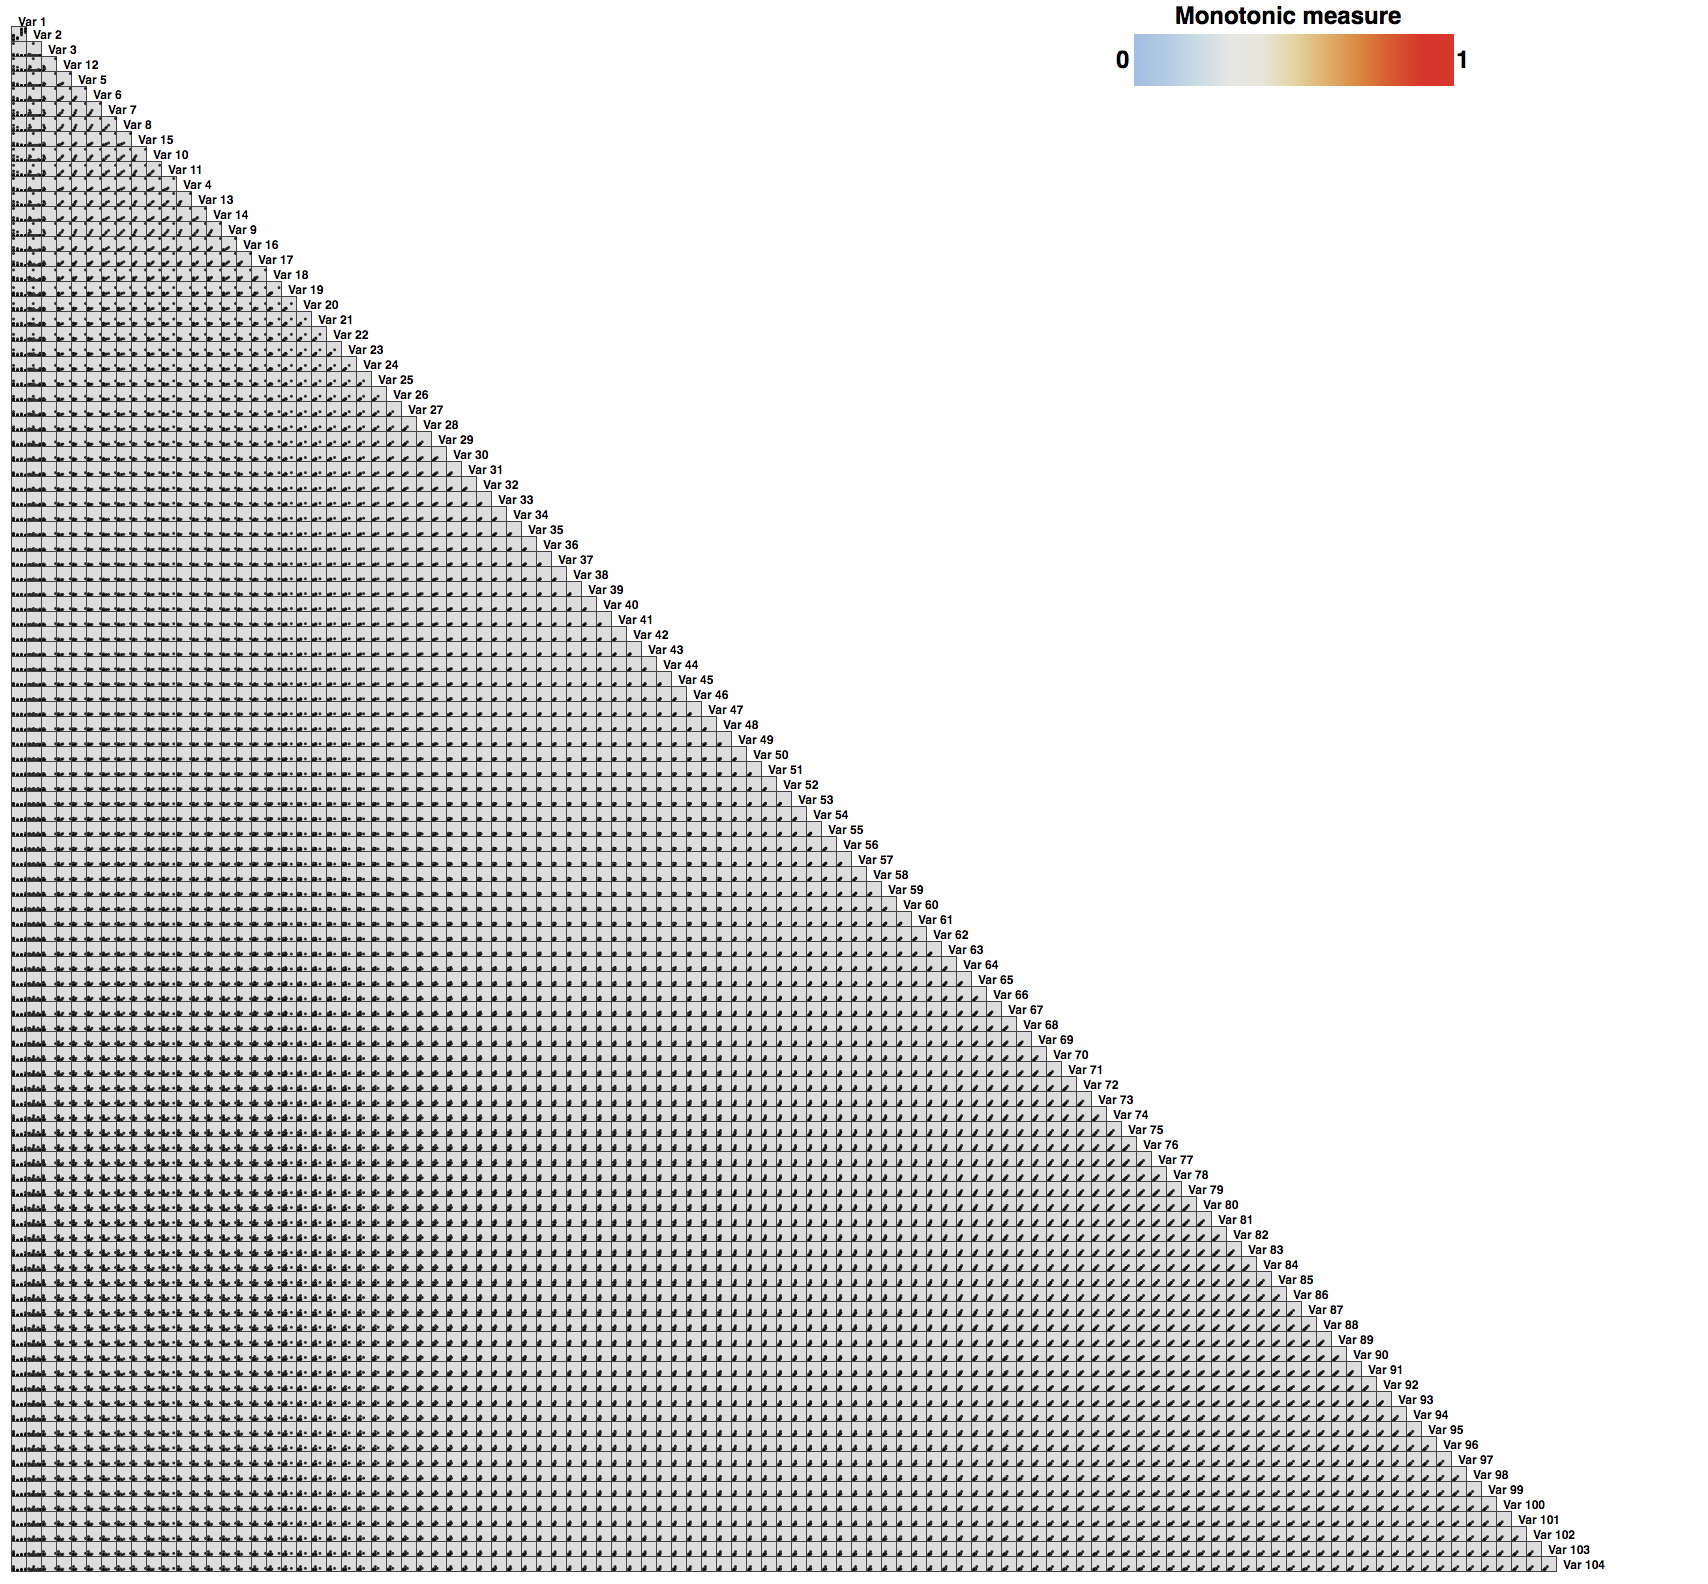 Monotonic measure
0 1
Var 1
Var 2
Var 3
Var 12
Var 5
Var 6
Var 7
Var 8
Var 15
Var 10
Var 11
Var 4
Var 13
Var 14
Var 9
Var 16
Var 17
Var 18
Var 19
Var 20
Var 21
Var 22
Var 23
Var 24
Var 25
Var 26
Var 27
Var 28
Var 29
Var 30
Var 31
Var 32
Var 33
Var 34
Var 35
Var 36
Var 37
Var 38
Var 39
Var 40
Var 41
Var 42
Var 43
Var 44
Var 45
Var 46
Var 47
Var 48
Var 49
Var 50
Var 51
Var 52
Var 53
Var 54
Var 55
Var 56
Var 57
Var 58
Var 59
Var 60
Var 61
Var 62
Var 63
Var 64
Var 65
Var 66
Var 67
Var 68
Var 69
Var 70
Var 71
Var 72
Var 73
Var 74
Var 75
Var 76
Var 77
Var 78
Var 79
Var 80
Var 81
Var 82
Var 83
Var 84
Var 85
Var 86
Var 87
Var 88
Var 89
Var 90
Var 91
Var 92
Var 93
Var 94
Var 95
Var 96
Var 97
Var 98
Var 99
Var 100
Var 101
Var 102
Var 103
Var 104